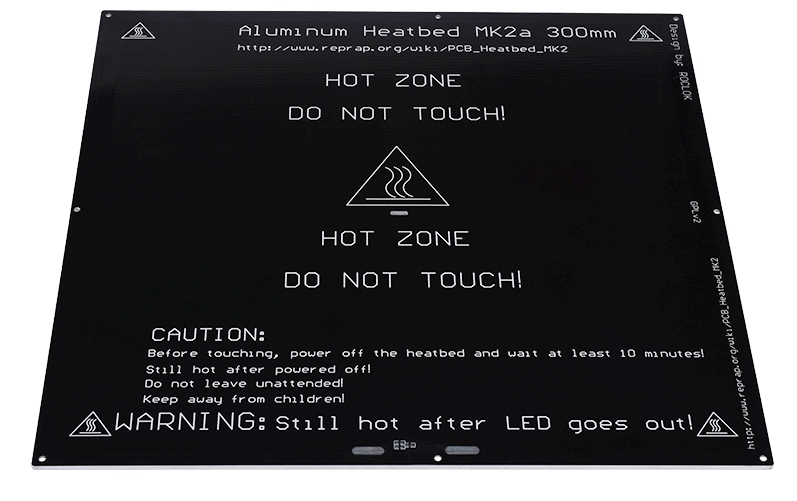 Aluminum Heatbed MK2a 300mm
http://www.reprap.org/wiki/PCB_Heatbed_MK2
HOT ZONE
DO NOT TOUCH!
HOT ZONE
DO NOT TOUCH!
CAUTION:
Before touching, power off the heatbed and wait at least 10 minutes!
Still hot after powered off!
Do not leave unattended!
Keep away from children!
WARNING: Still hot after LED goes out!
Design by: ROCLOK
GPLv2
http://www.reprap.org/wiki/PCB_Heatbed_MK2